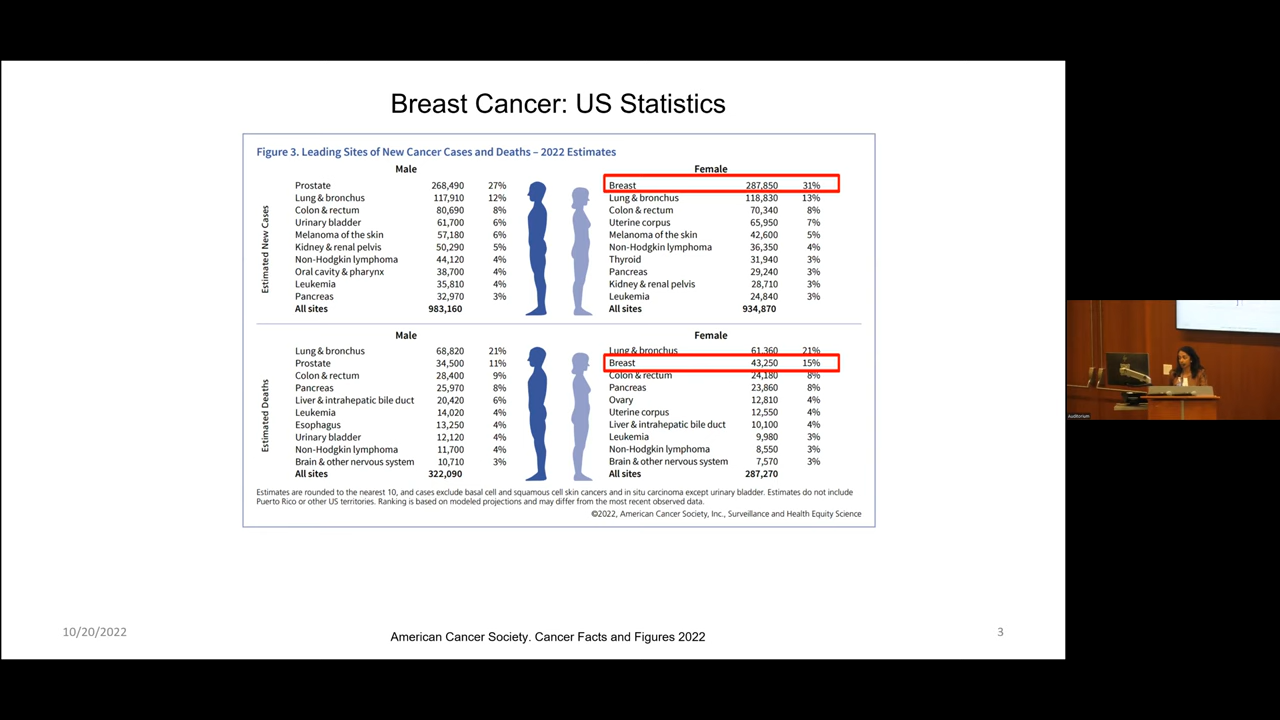 Breast Cancer: US Statistics
Figure 3. Leading Sites of New Cancer Cases and Deaths – 2022 Estimates
Estimated New Cases
Male
Prostate 268,490 27%
Lung & bronchus 117,910 12%
Colon & rectum 80,690 8%
Urinary bladder 61,700 6%
Melanoma of the skin 57,180 6%
Kidney & renal pelvis 50,290 5%
Non-Hodgkin lymphoma 44,120 4%
Oral cavity & pharynx 38,700 4%
Leukemia 35,810 4%
Pancreas 32,970 3%
All sites 983,160
Female
Breast 287,850 31%
Lung & bronchus 118,830 13%
Colon & rectum 70,340 8%
Uterine corpus 65,950 7%
Melanoma of the skin 42,600 5%
Non-Hodgkin lymphoma 36,350 4%
Thyroid 31,940 3%
Pancreas 29,240 3%
Kidney & renal pelvis 28,710 3%
Leukemia 24,840 3%
All sites 934,870
Estimated Deaths
Male
Lung & bronchus 68,820 21%
Prostate 34,500 11%
Colon & rectum 28,400 9%
Pancreas 25,970 8%
Liver & intrahepatic bile duct 20,420 6%
Leukemia 14,020 4%
Esophagus 13,250 4%
Urinary bladder 12,120 4%
Non-Hodgkin lymphoma 11,700 4%
Brain & other nervous system 10,710 3%
All sites 322,090
Female
Lung & bronchus 61,360 21%
Breast 43,250 15%
Colon & rectum 24,180 8%
Pancreas 23,860 8%
Ovary 12,810 4%
Uterine corpus 12,550 4%
Liver & intrahepatic bile duct 10,100 4%
Leukemia 9,980 3%
Non-Hodgkin lymphoma 8,550 3%
Brain & other nervous system 7,570 3%
All sites 287,270
Estimates are rounded to the nearest 10, and cases exclude basal cell and squamous cell skin cancers and in situ carcinoma except urinary bladder. Estimates do not include
Puerto Rico or other US territories. Ranking is based on modeled projections and may differ from the most recent observed data.
©2022, American Cancer Society, Inc., Surveillance and Health Equity Science
10/20/2022
American Cancer Society. Cancer Facts and Figures 2022
3
Auditorium